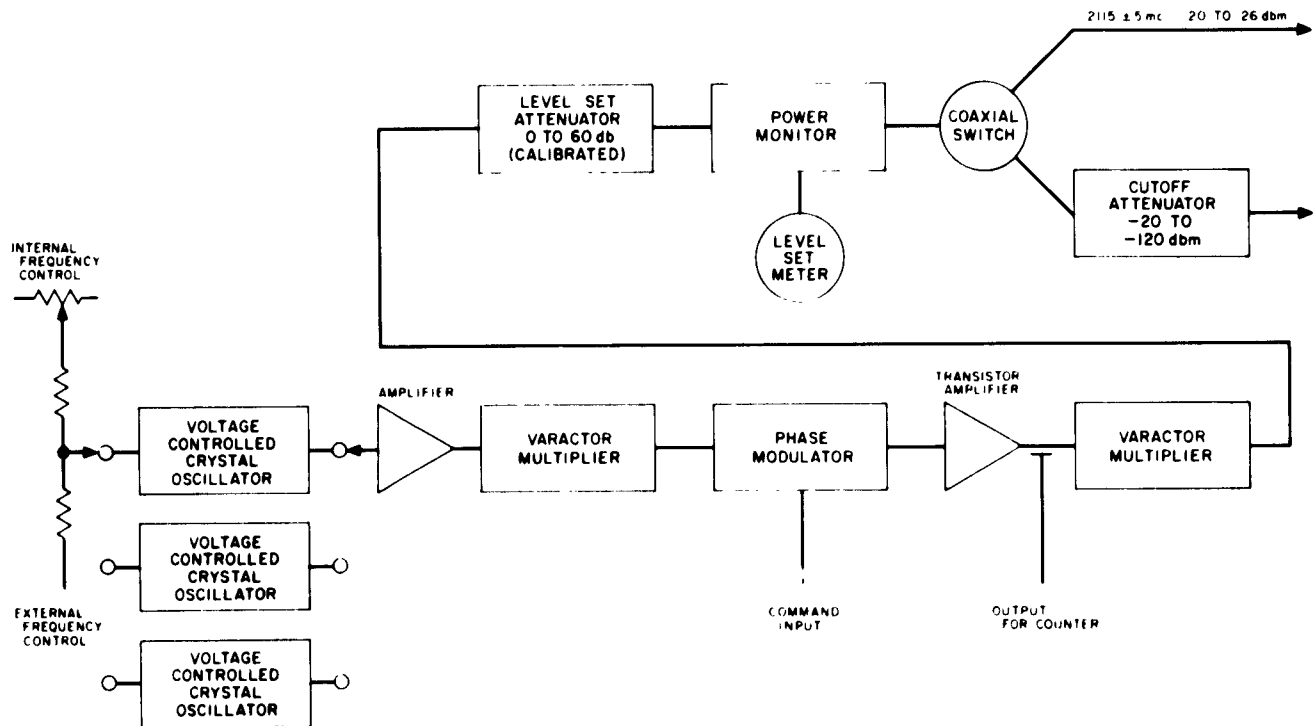 2115 ± 5 mc 20 TO 26 dbm
LEVEL SET
ATTENUATOR
0 TO 60 db
(CALIBRATED)
POWER
MONITOR
COAXIAL
SWITCH
CUTOFF
ATTENUATOR
-20 TO
-120 dbm
LEVEL
SET
METER
INTERNAL
FREQUENCY
CONTROL
AMPLIFIER
TRANSISTOR
AMPLIFIER
VOLTAGE
CONTROLLED
CRYSTAL
OSCILLATOR
VARACTOR
MULTIPLIER
PHASE
MODULATOR
VARACTOR
MULTIPLIER
VOLTAGE
CONTROLLED
CRYSTAL
OSCILLATOR
EXTERNAL
FREQUENCY
CONTROL
COMMAND
INPUT
OUTPUT
FOR COUNTER
VOLTAGE
CONTROLLED
CRYSTAL
OSCILLATOR